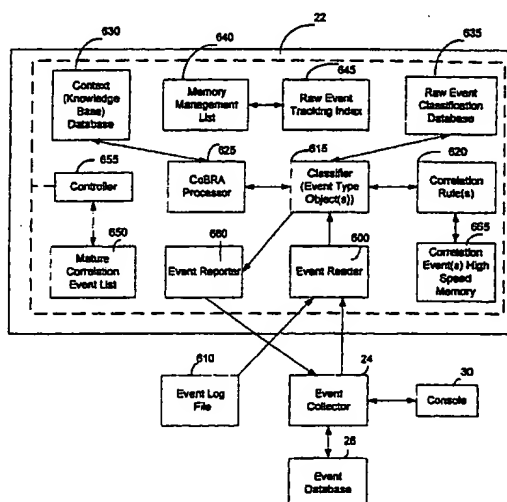 630
640
22
635
Context
(Knowledge
Base)
Database
Memory
Management
List
645
Raw Event
Tracking Index
Raw Event
Classification
Database
655
625
615
620
Controller
CoBRA
Processor
Classifier
(Event Type
Object(s))
Correlation
Rule(s)
650
660
600
665
Mature
Correlation
Event List
Event Reporter
Event Reader
Correlation
Event(s) High
Speed
Memory
610
24
30
Event Log
File
Event
Collector
Console
26
Event
Database